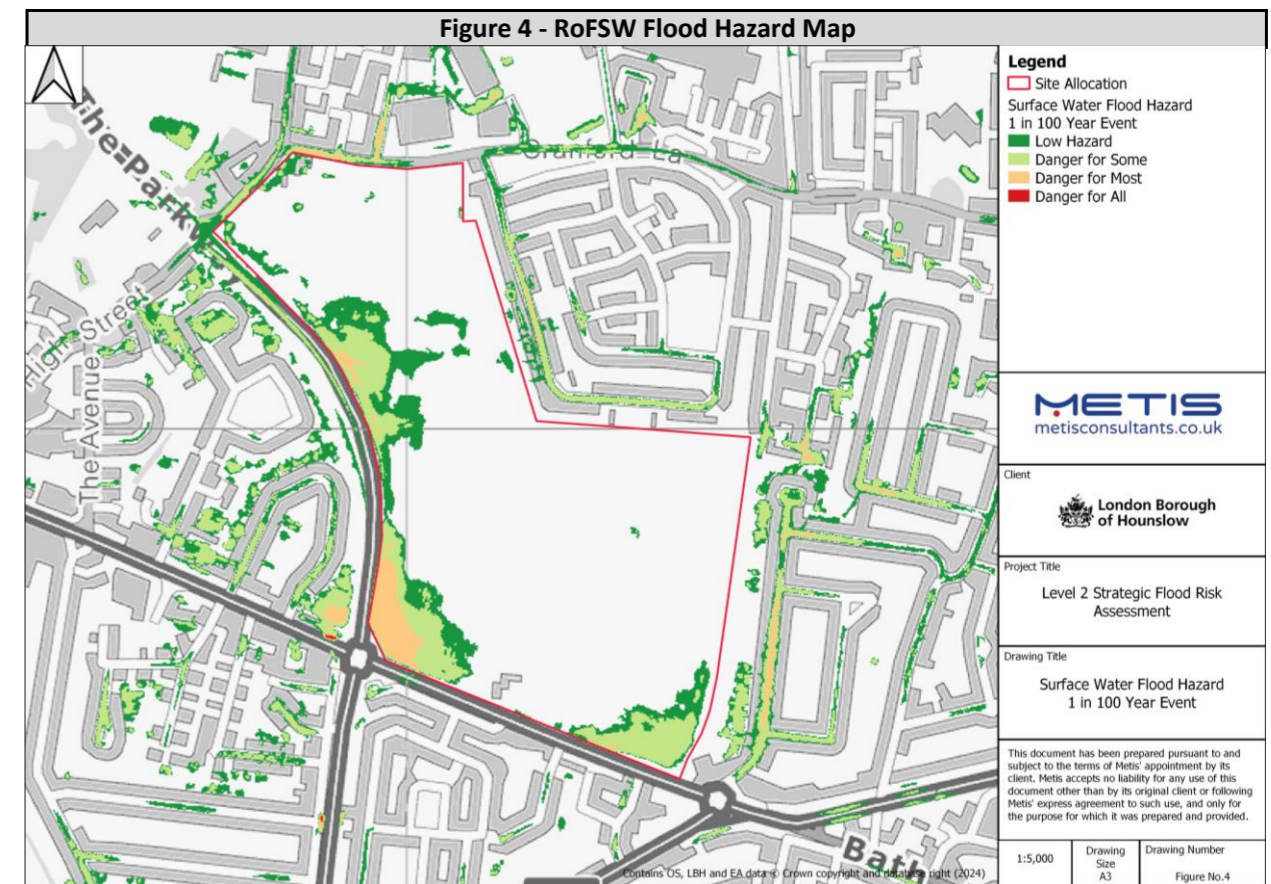 Figure 4 - RoFSW Flood Hazard Map
Legend
Site Allocation
Surface Water Flood Hazard
1 in 100 Year Event
Low Hazard
Danger for Some
Danger for Most
Danger for All
The Parkway
Cranford La
High Street
The Avenue
Bath
Contains OS, LBH and EA data © Crown copyright and database right (2024)
METIS
metisconsultants.co.uk
Client
London Borough
of Hounslow
Project Title
Level 2 Strategic Flood Risk
Assessment
Drawing Title
Surface Water Flood Hazard
1 in 100 Year Event
This document has been prepared pursuant to and
subject to the terms of Metis' appointment by its
client. Metis accepts no liability for any use of this
document other than by its original client or following
Metis' express agreement to such use, and only for
the purpose for which it was prepared and provided.
1:5,000
Drawing
Size
A3
Drawing Number
Figure No.4